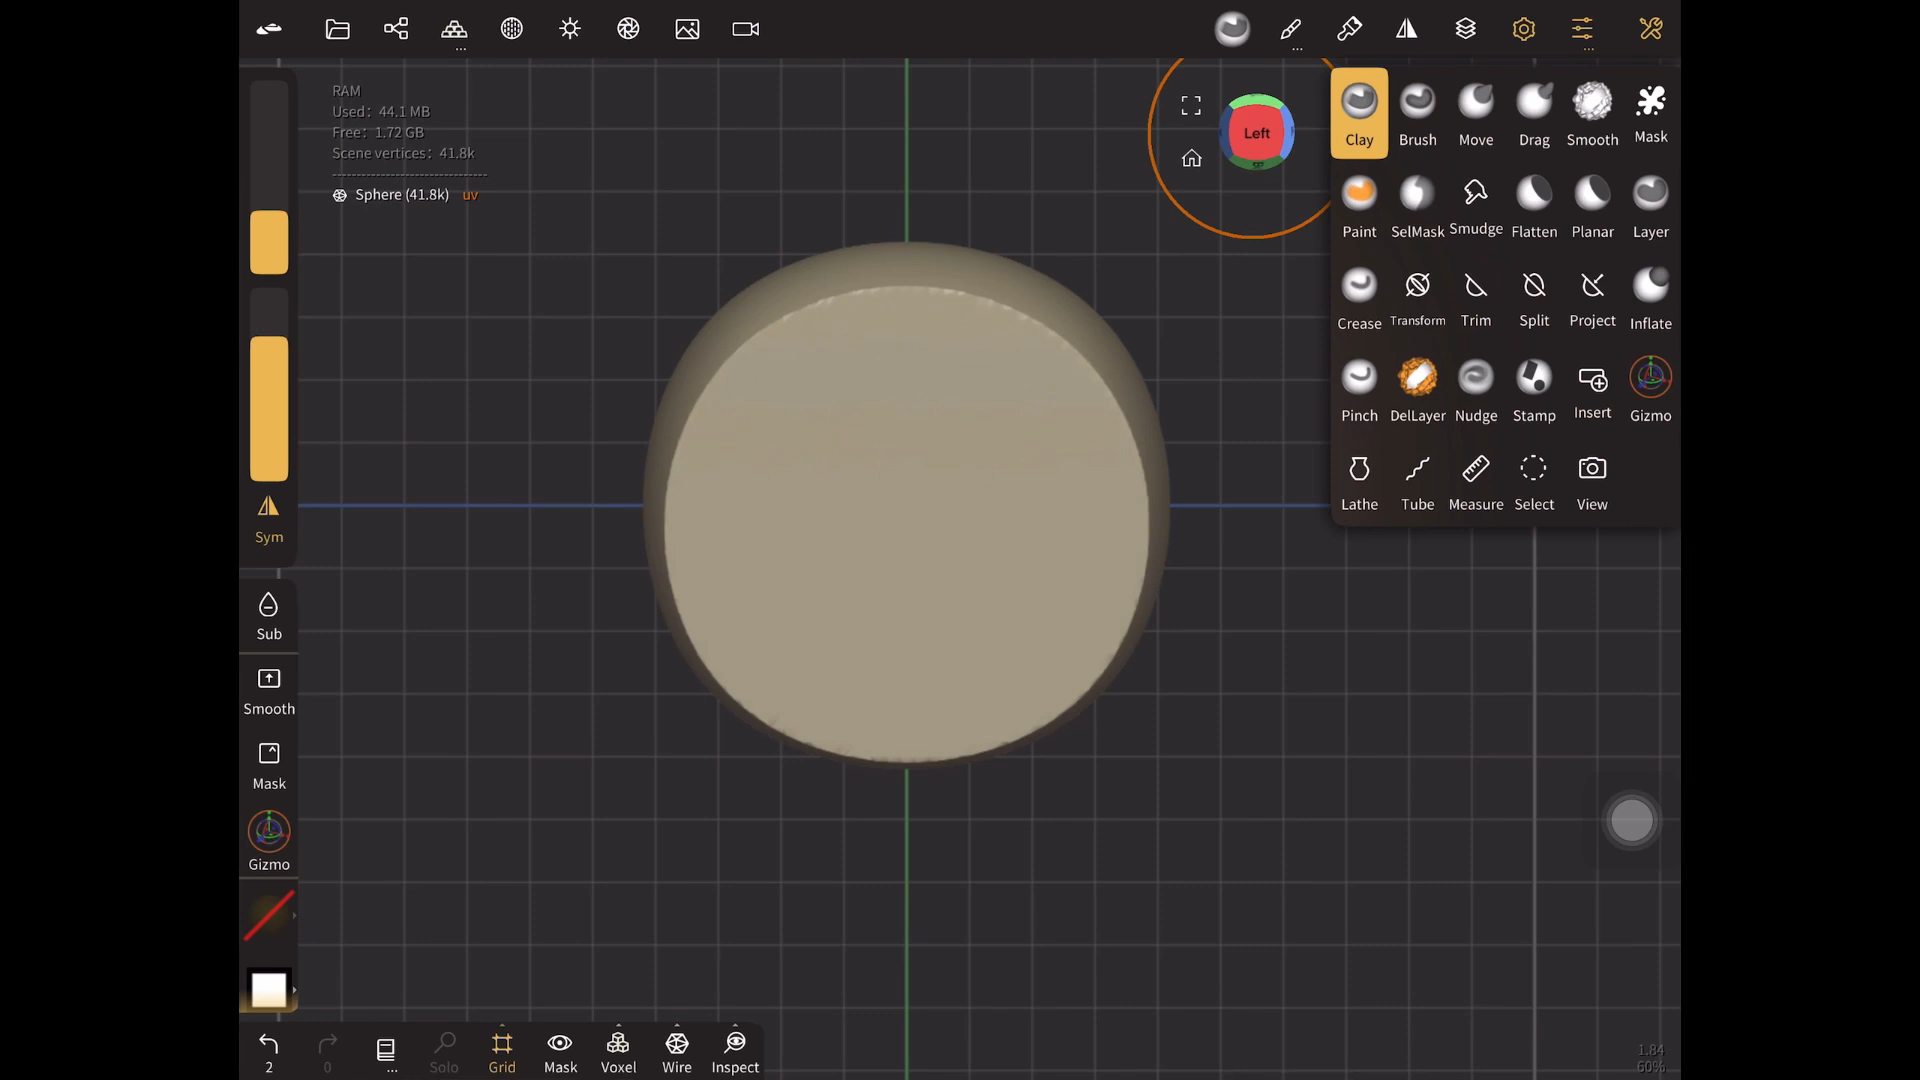 RAM
Used: 44.1 MB
Free: 1.72 GB
Scene vertices: 41.8k
--------------------------------
Sphere (41.8k) uv
Left
Clay Brush Move Drag Smooth Mask
Paint SelMask Smudge Flatten Planar Layer
Crease Transform Trim Split Project Inflate
Pinch DelLayer Nudge Stamp Insert Gizmo
Lathe Tube Measure Select View
Sym
Sub
Smooth
Mask
Gizmo
2 0 ... Solo Grid Mask Voxel Wire Inspect
1.84
60%